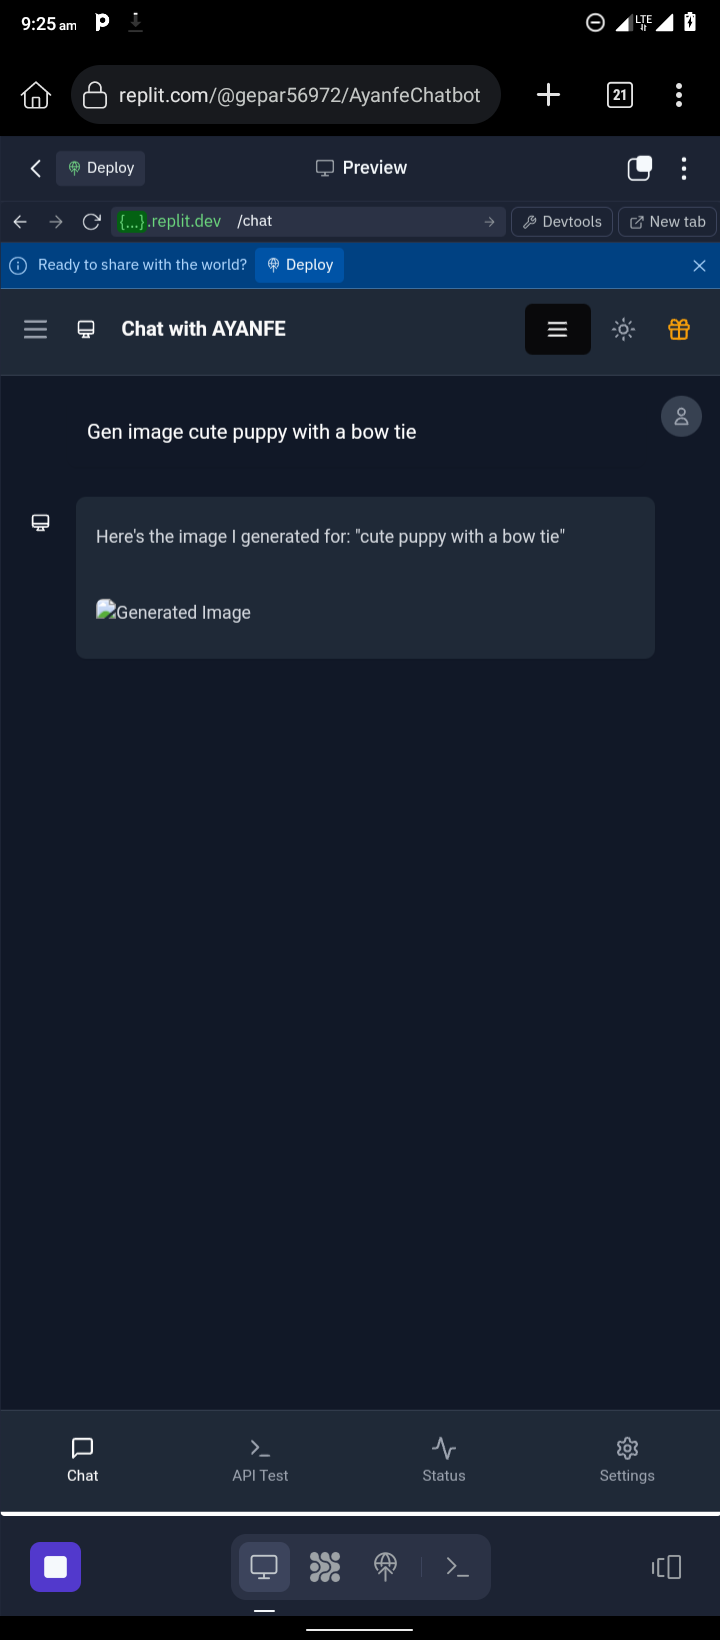 9:25 am
LTE
replit.com/@gepar56972/AyanfeChatbot
21
Deploy
Preview
{...}.replit.dev /chat
Devtools
New tab
Ready to share with the world?
Deploy
Chat with AYANFE
Gen image cute puppy with a bow tie
Here's the image I generated for: "cute puppy with a bow tie"
Generated Image
Chat
API Test
Status
Settings